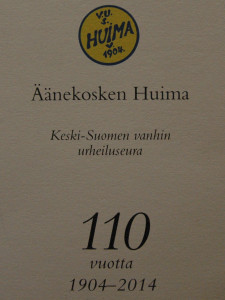 V.U.
S.
HUIMA
1904.
Äänekosken Huima
Keski-Suomen vanhin
urheiluseura
110
vuotta
1904–2014